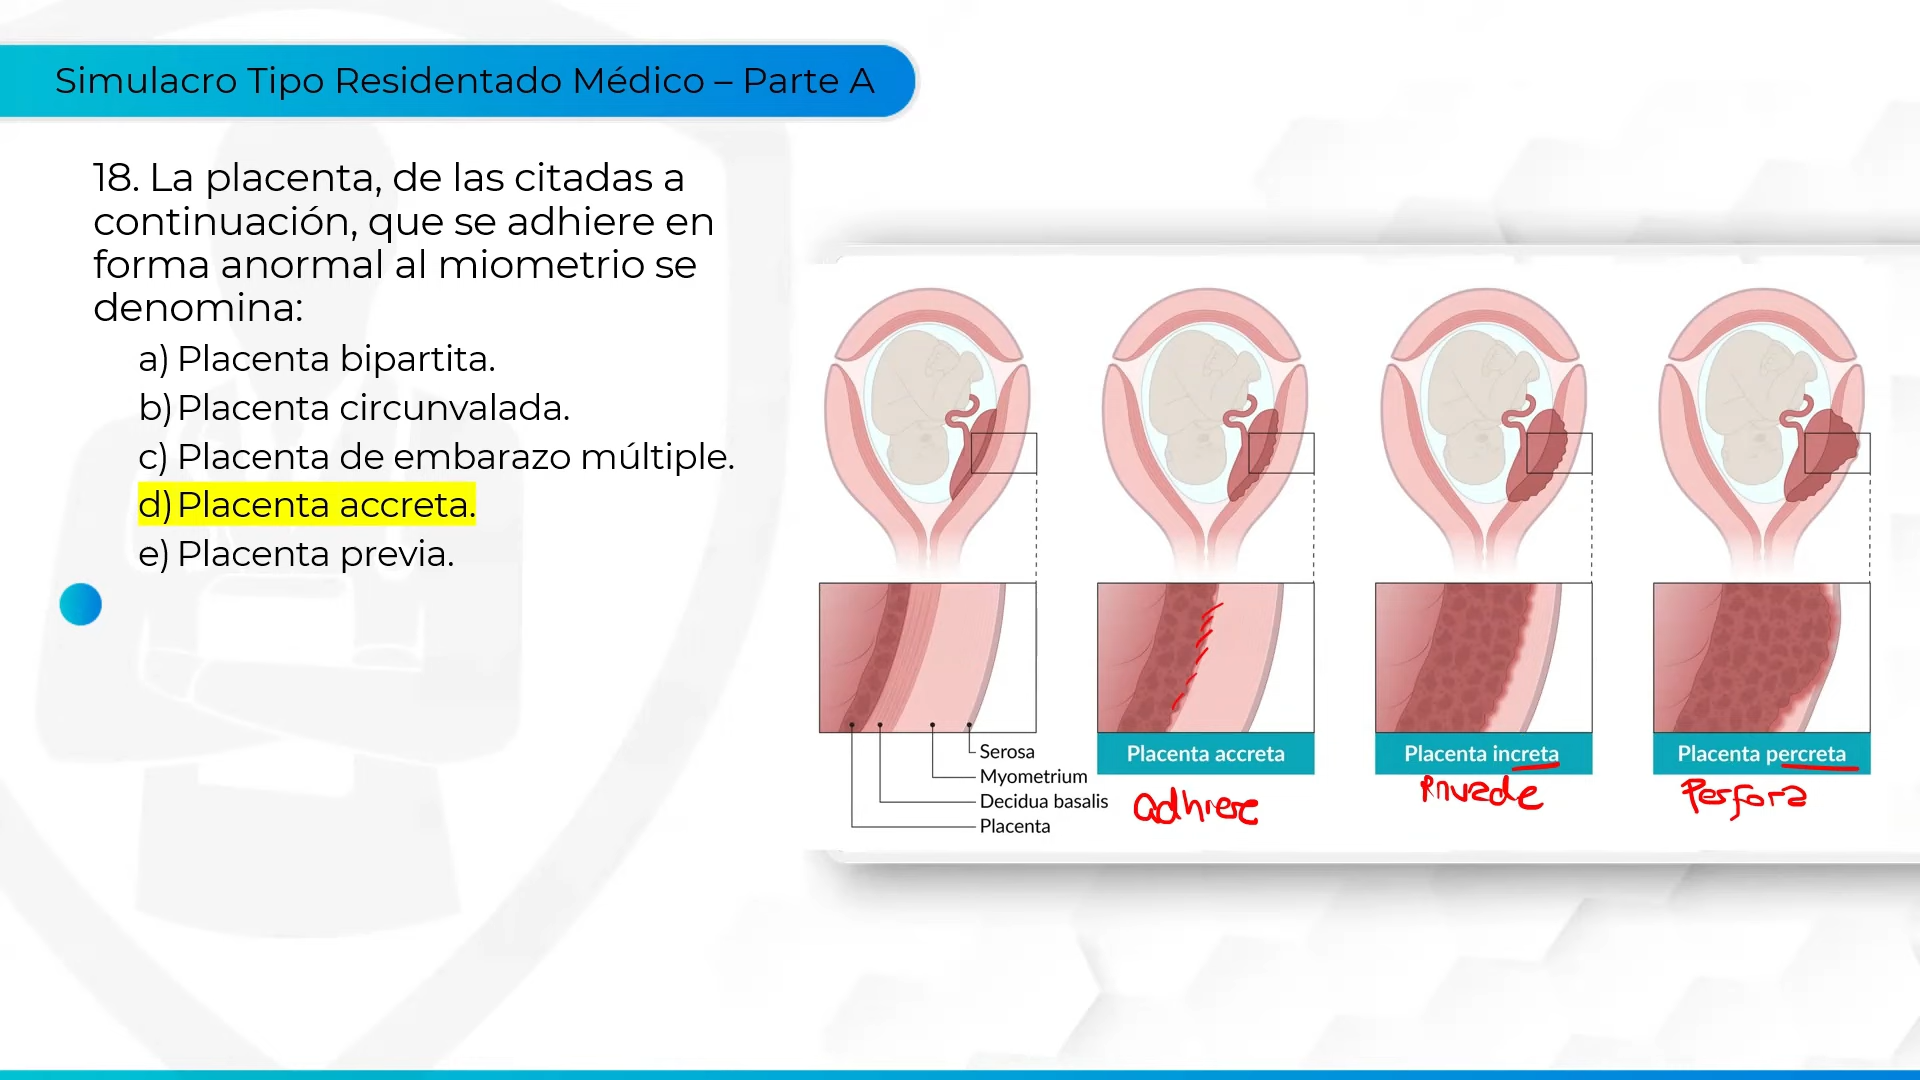 Simulacro Tipo Residentado Médico – Parte A
18. La placenta, de las citadas a
continuación, que se adhiere en
forma anormal al miometrio se
denomina:
a) Placenta bipartita.
b) Placenta circunvalada.
c) Placenta de embarazo múltiple.
d) Placenta accreta.
e) Placenta previa.
Serosa
Myometrium
Decidua basalis
Placenta
Placenta accreta
adhiere
Placenta increta
Invade
Placenta percreta
Perfora